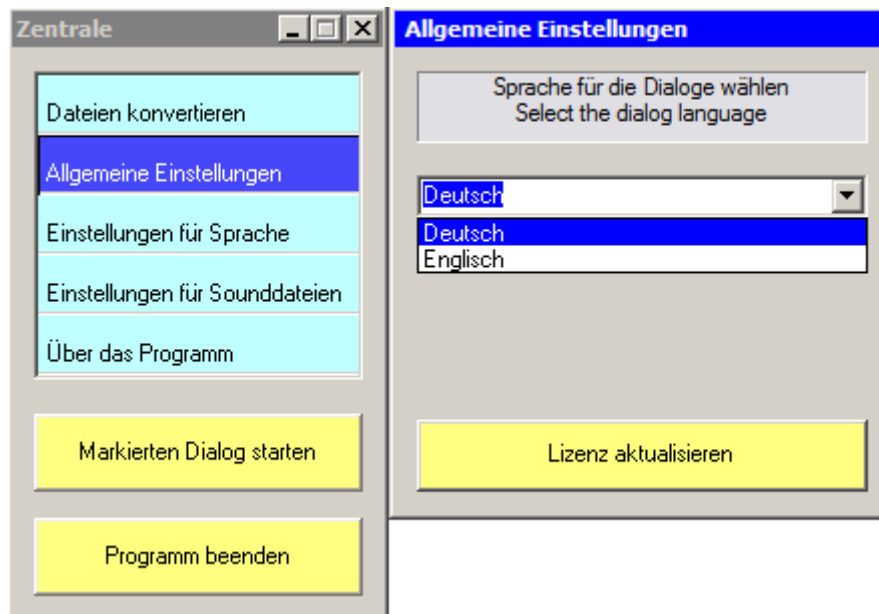 Zentrale
Dateien konvertieren
Allgemeine Einstellungen
Einstellungen für Sprache
Einstellungen für Sounddateien
Über das Programm
Markierten Dialog starten
Programm beenden
Allgemeine Einstellungen
Sprache für die Dialoge wählen
Select the dialog language
Deutsch
Deutsch
Englisch
Lizenz aktualisieren